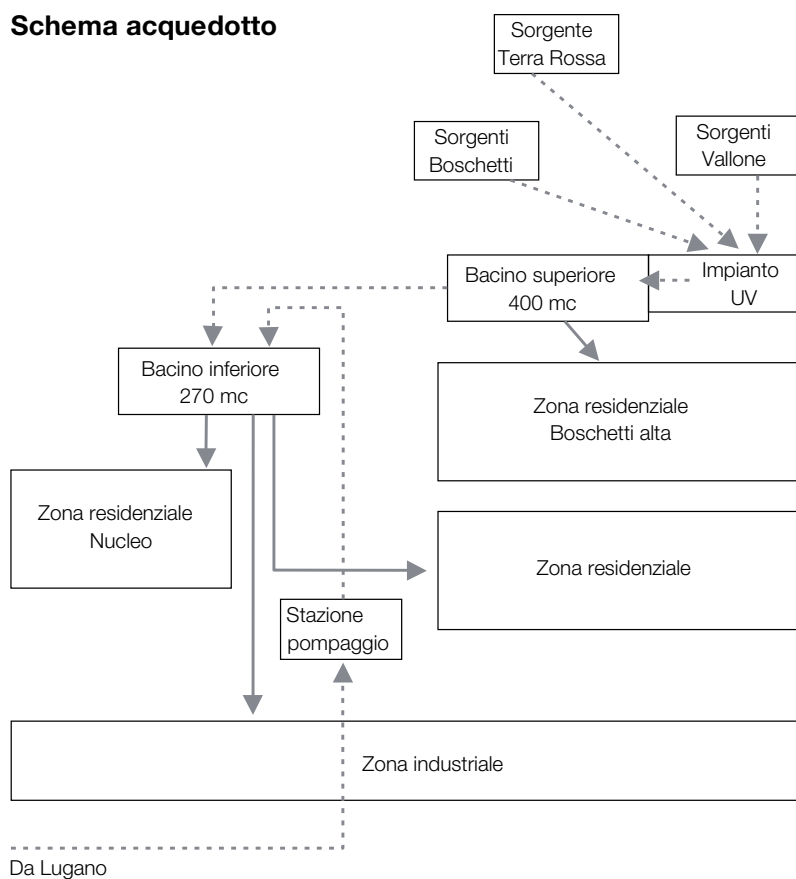 Schema acquedotto
Sorgente
Terra Rossa
Sorgenti
Boschetti
Sorgenti
Vallone
Bacino superiore
400 mc
Impianto
UV
Bacino inferiore
270 mc
Zona residenziale
Boschetti alta
Zona residenziale
Nucleo
Zona residenziale
Stazione
pompaggio
Zona industriale
Da Lugano